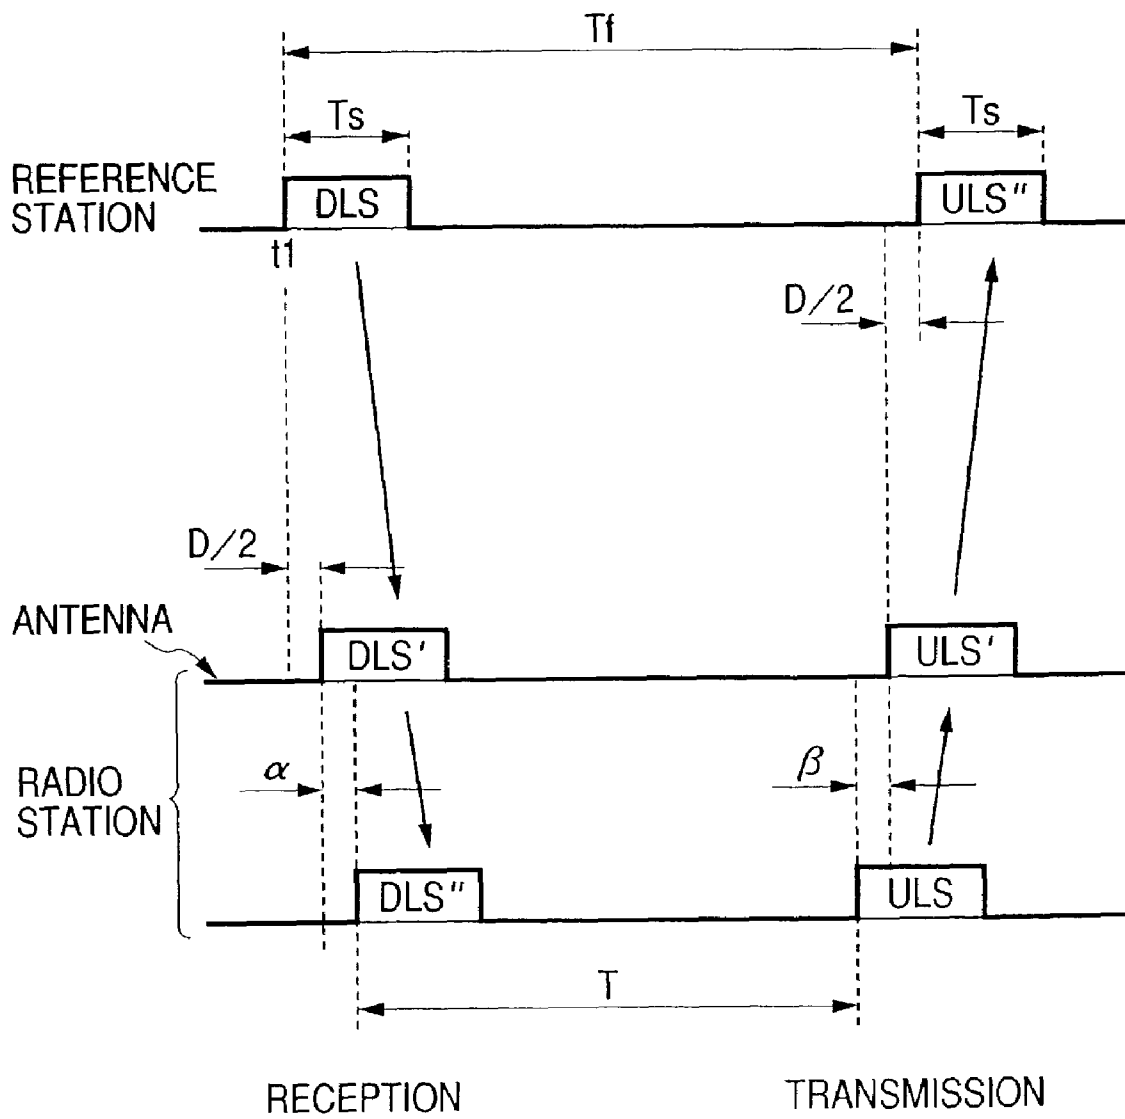 Tf
Ts
Ts
REFERENCE
STATION
DLS
ULS"
t1
D/2
D/2
ANTENNA
DLS'
ULS'
RADIO
STATION
α
β
DLS"
ULS
T
RECEPTION
TRANSMISSION